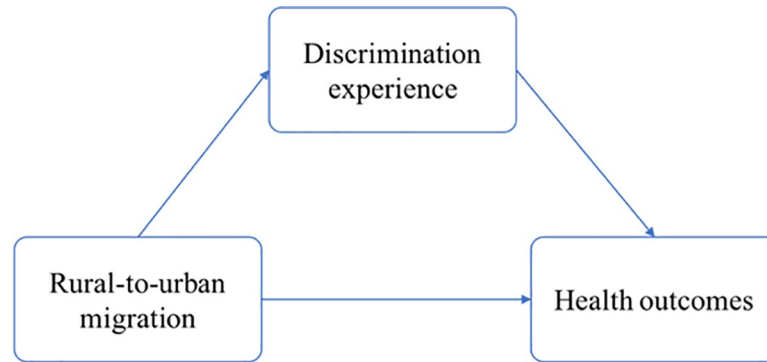 Discrimination
experience
Rural-to-urban
migration
Health outcomes